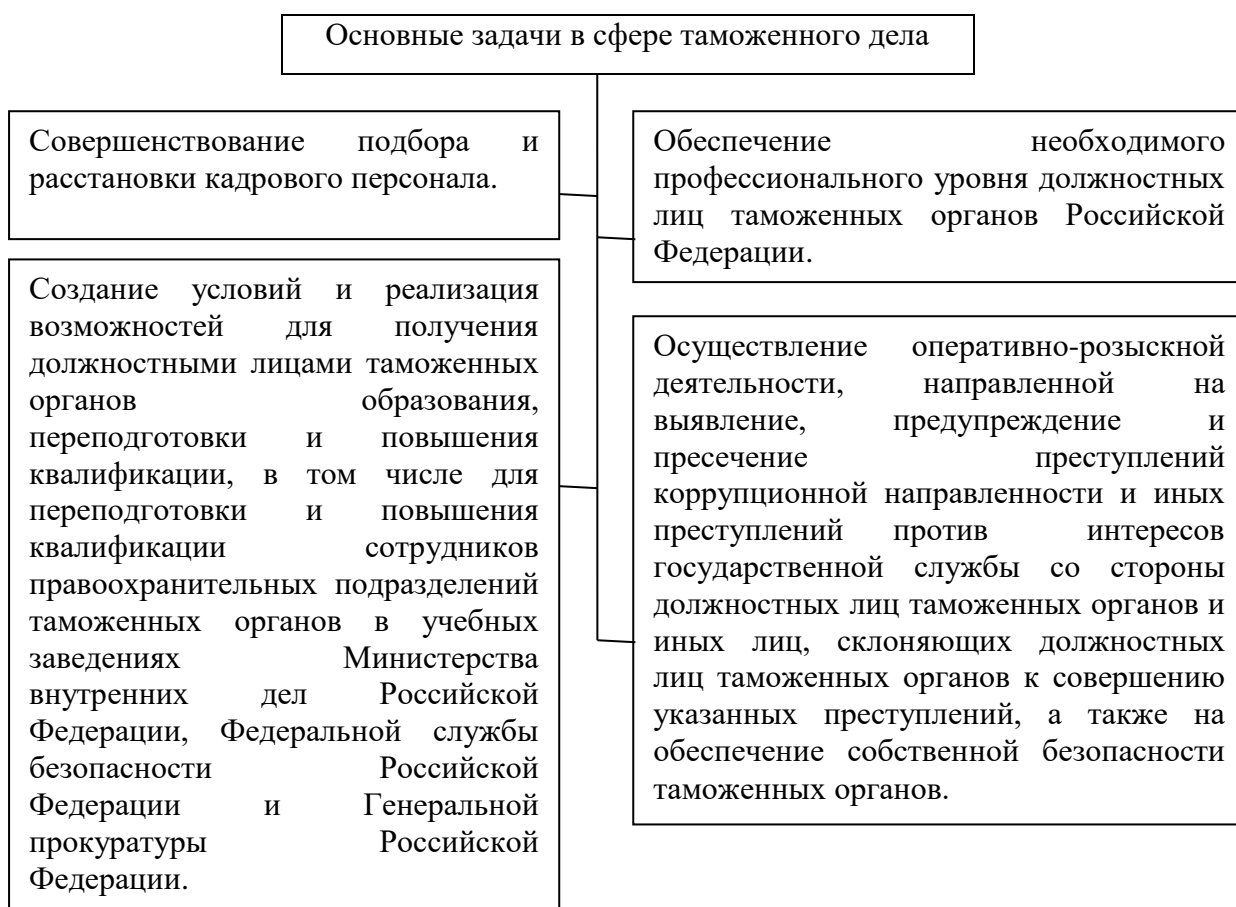 Основные задачи в сфере таможенного дела
Совершенствование подбора и
расстановки кадрового персонала.
Обеспечение необходимого
профессионального уровня должностных
лиц таможенных органов Российской
Федерации.
Создание условий и реализация
возможностей для получения
должностными лицами таможенных
органов образования,
переподготовки и повышения
квалификации, в том числе для
переподготовки и повышения
квалификации сотрудников
правоохранительных подразделений
таможенных органов в учебных
заведениях Министерства
внутренних дел Российской
Федерации, Федеральной службы
безопасности Российской
Федерации и Генеральной
прокуратуры Российской
Федерации.
Осуществление оперативно-розыскной
деятельности, направленной на
выявление, предупреждение и
пресечение преступлений
коррупционной направленности и иных
преступлений против интересов
государственной службы со стороны
должностных лиц таможенных органов и
иных лиц, склоняющих должностных
лиц таможенных органов к совершению
указанных преступлений, а также на
обеспечение собственной безопасности
таможенных органов.